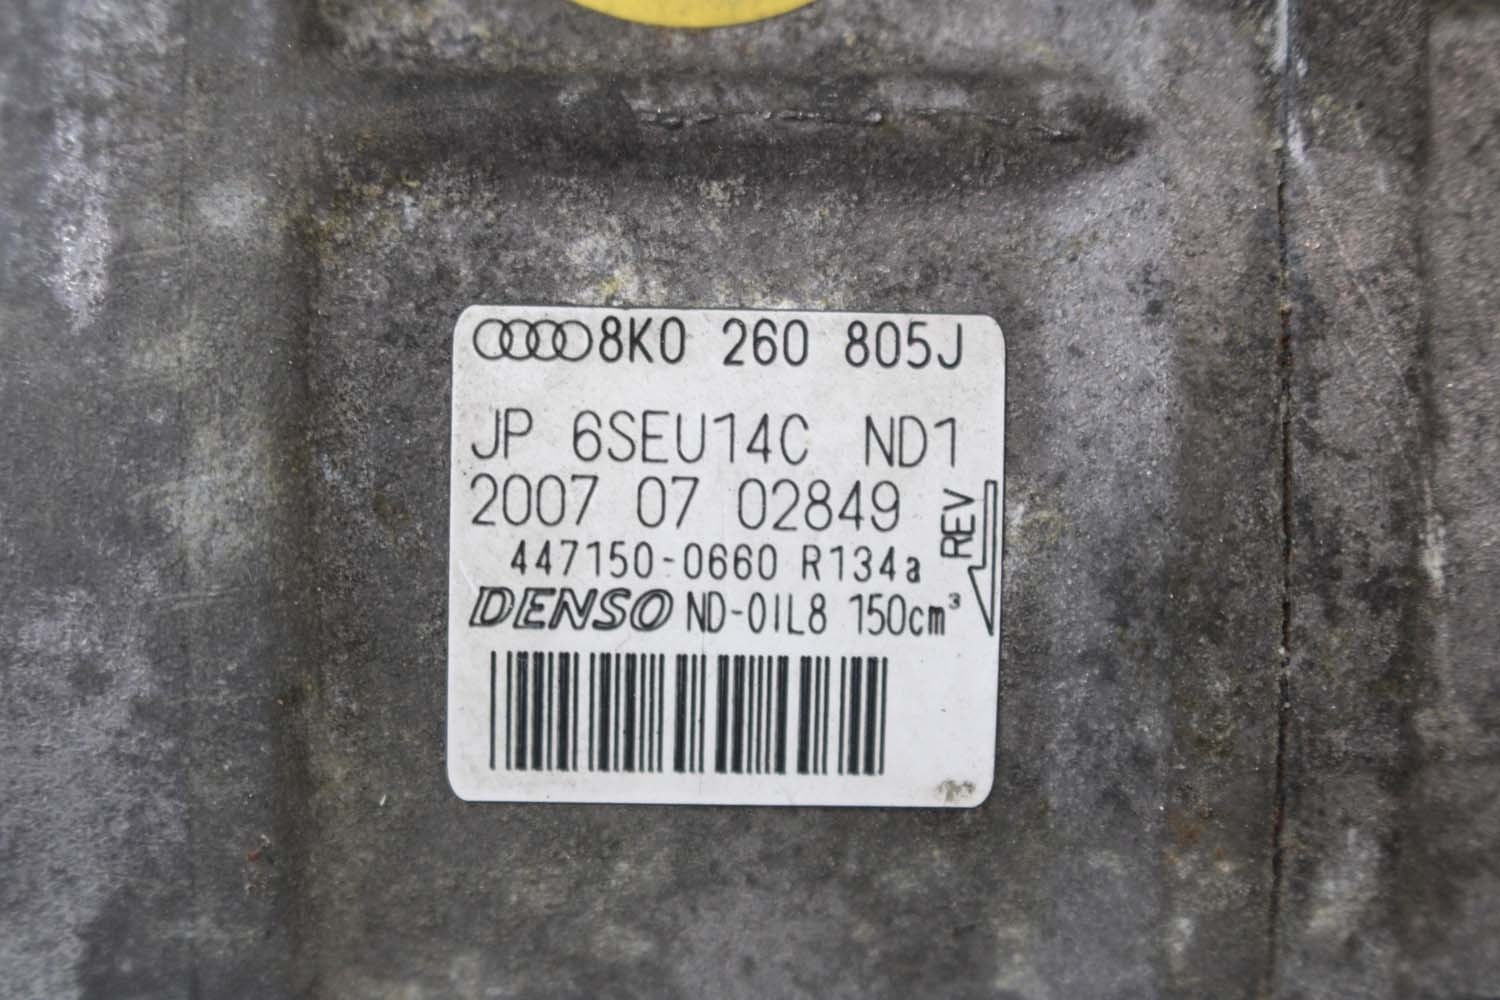 8K0 260 805J
JP 6SEU14C ND1
2007 07 02849
REV
447150-0660 R134a
DENSO ND-OIL8 150cm³